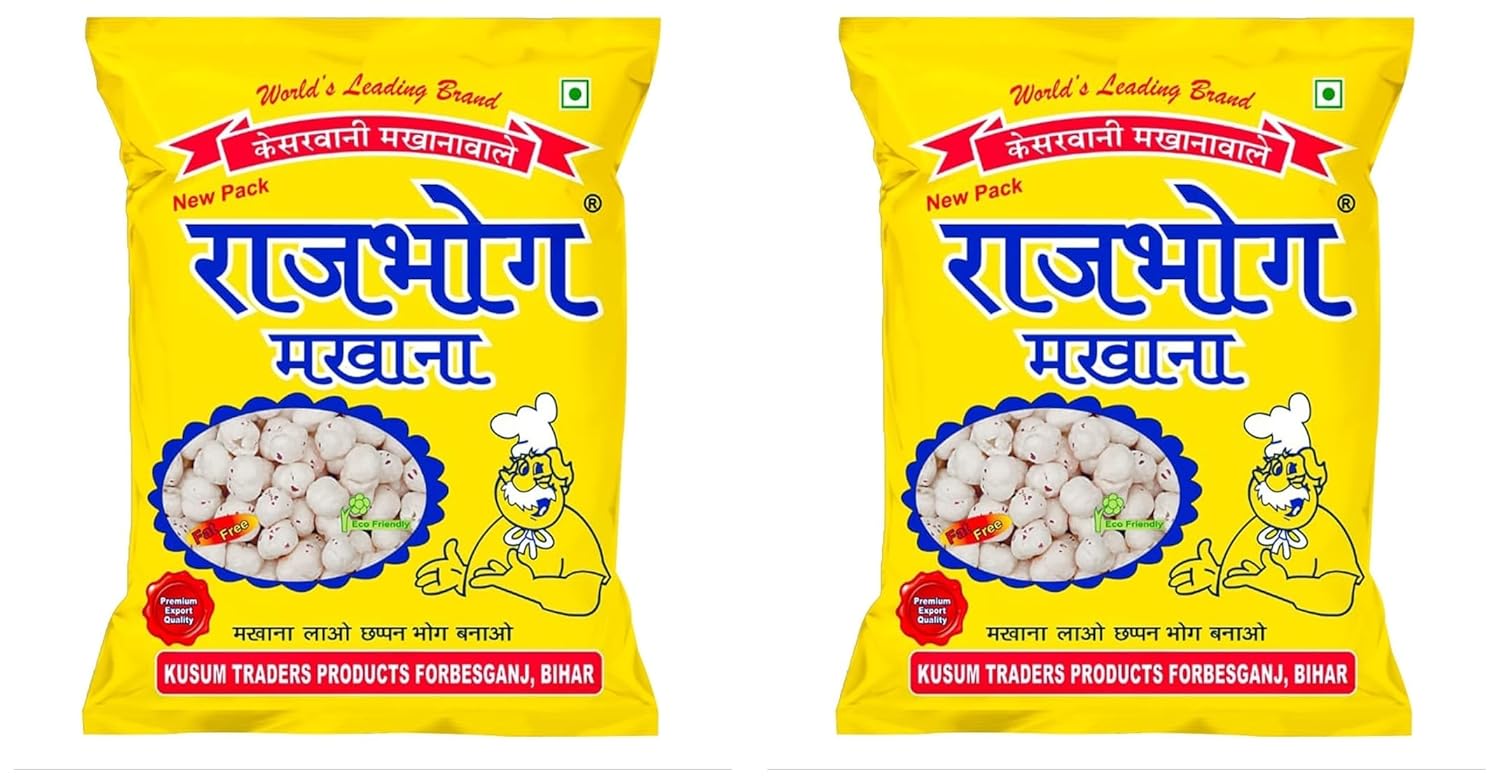 World's Leading Brand
केसरवानी मखानावाले
New Pack
®
राजभोग
मखाना
Eco Friendly
Fat Free
Premium
Export
Quality
मखाना लाओ छप्पन भोग बनाओ
KUSUM TRADERS PRODUCTS FORBESGANJ, BIHAR
World's Leading Brand
केसरवानी मखानावाले
New Pack
®
राजभोग
मखाना
Eco Friendly
Fat Free
Premium
Export
Quality
मखाना लाओ छप्पन भोग बनाओ
KUSUM TRADERS PRODUCTS FORBESGANJ, BIHAR